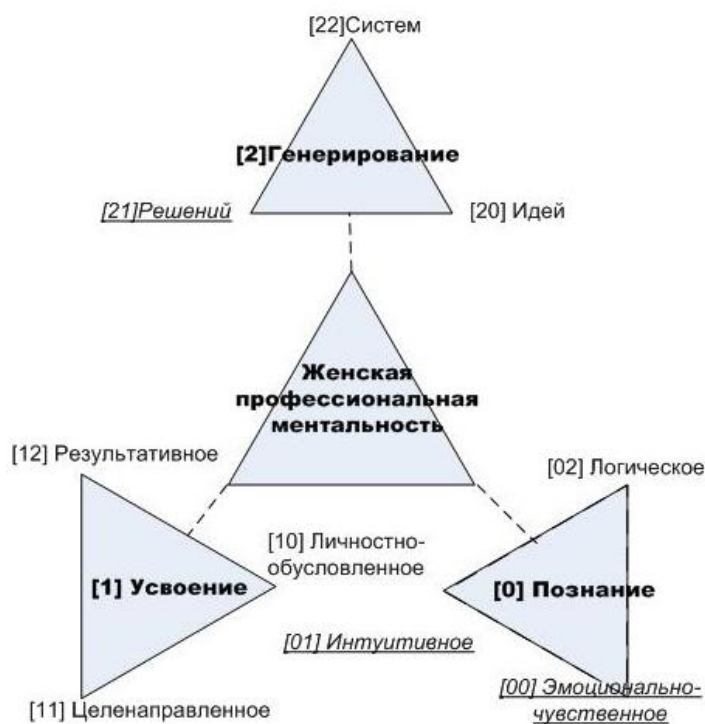 [22]Систем
[2]Генерирование
[21]Решений
[20] Идей
Женская
профессиональная
ментальность
[12] Результативное
[02] Логическое
[10] Личностно-
обусловленное
[1] Усвоение
[0] Познание
[01] Интуитивное
[11] Целенаправленное
[00] Эмоционально-
чувственное